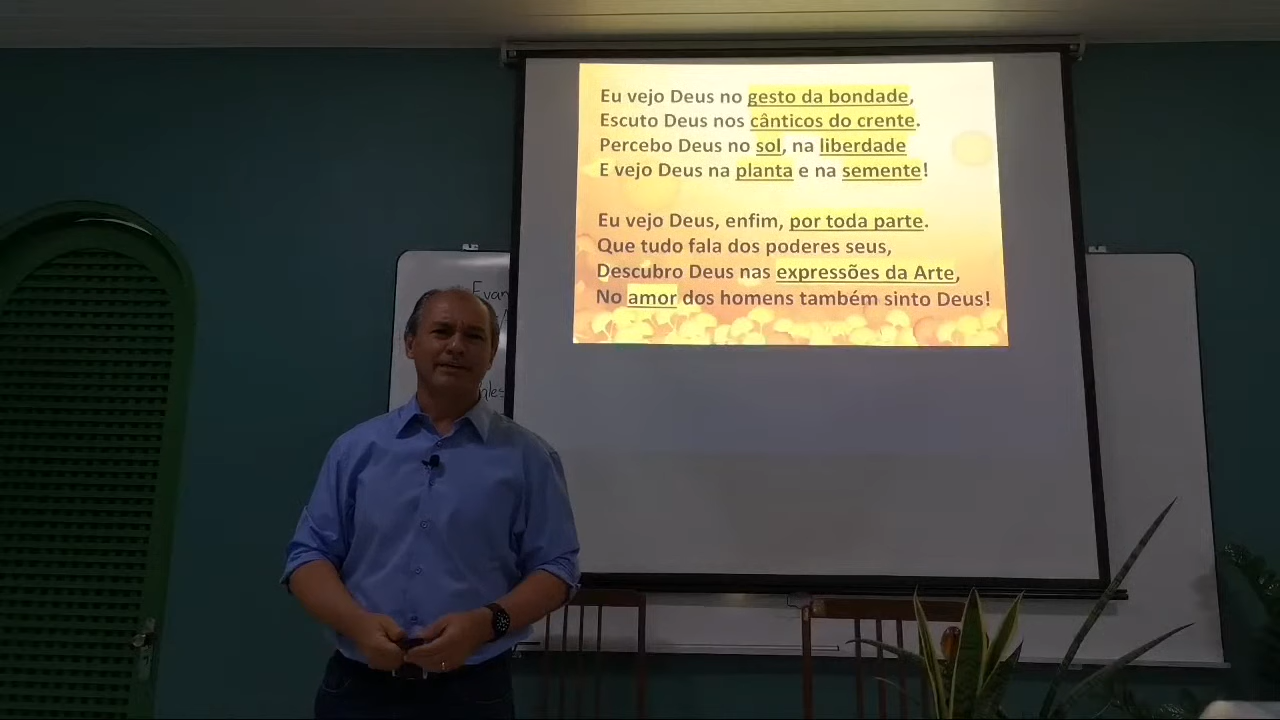 Eu vejo Deus no gesto da bondade,
Escuto Deus nos cânticos do crente.
Percebo Deus no sol, na liberdade
E vejo Deus na planta e na semente!
Eu vejo Deus, enfim, por toda parte.
Que tudo fala dos poderes seus,
Descubro Deus nas expressões da Arte,
No amor dos homens também sinto Deus!